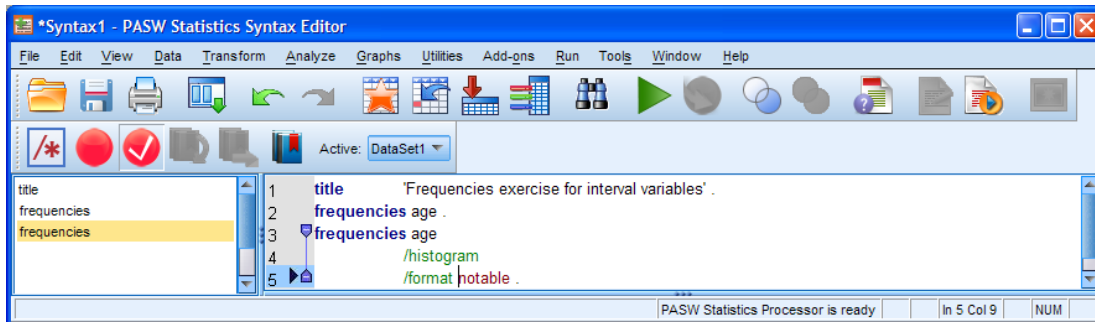 *Syntax1 - PASW Statistics Syntax Editor
File Edit View Data Transform Analyze Graphs Utilities Add-ons Run Tools Window Help
Active: DataSet1
title
frequencies
frequencies
1 title 'Frequencies exercise for interval variables' .
2 frequencies age .
3 frequencies age
4 /histogram
5 /format notable .
PASW Statistics Processor is ready In 5 Col 9 NUM